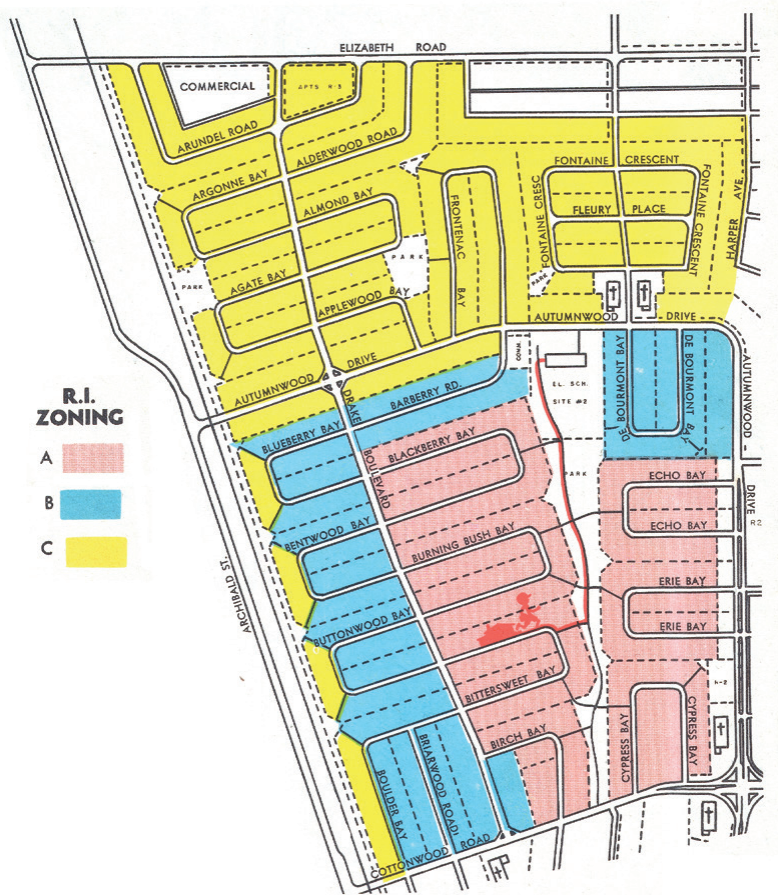 ELIZABETH ROAD
COMMERCIAL
APTS R-3
ARUNDEL ROAD
ALDERWOOD ROAD
ARGONNE BAY
ALMOND BAY
FRONTENAC BAY
FONTAINE CRESCENT
FONTAINE CRESC
FONTAINE CRESCENT
FLEURY PLACE
HARPER AVE.
PARK
PARK
PARK
AGATE BAY
APPLEWOOD BAY
AUTUMNWOOD DRIVE
AUTUMNWOOD DRIVE
AUTUMNWOOD DRIVE
R2
COMM.
EL. SCH.
SITE #2
DE BOURMONT BAY
DE BOURMONT BAY
R.I.
ZONING
A
B
C
DRAKE BOULEVARD
BARBERRY RD.
BLUEBERRY BAY
BLACKBERRY BAY
PARK
ECHO BAY
ECHO BAY
BENTWOOD BAY
BURNING BUSH BAY
ARCHIBALD ST.
ERIE BAY
ERIE BAY
BUTTONWOOD BAY
BITTERSWEET BAY
CYPRESS BAY
CYPRESS BAY
BIRCH BAY
BOULDER BAY
BRIARWOOD ROAD
COTTONWOOD ROAD